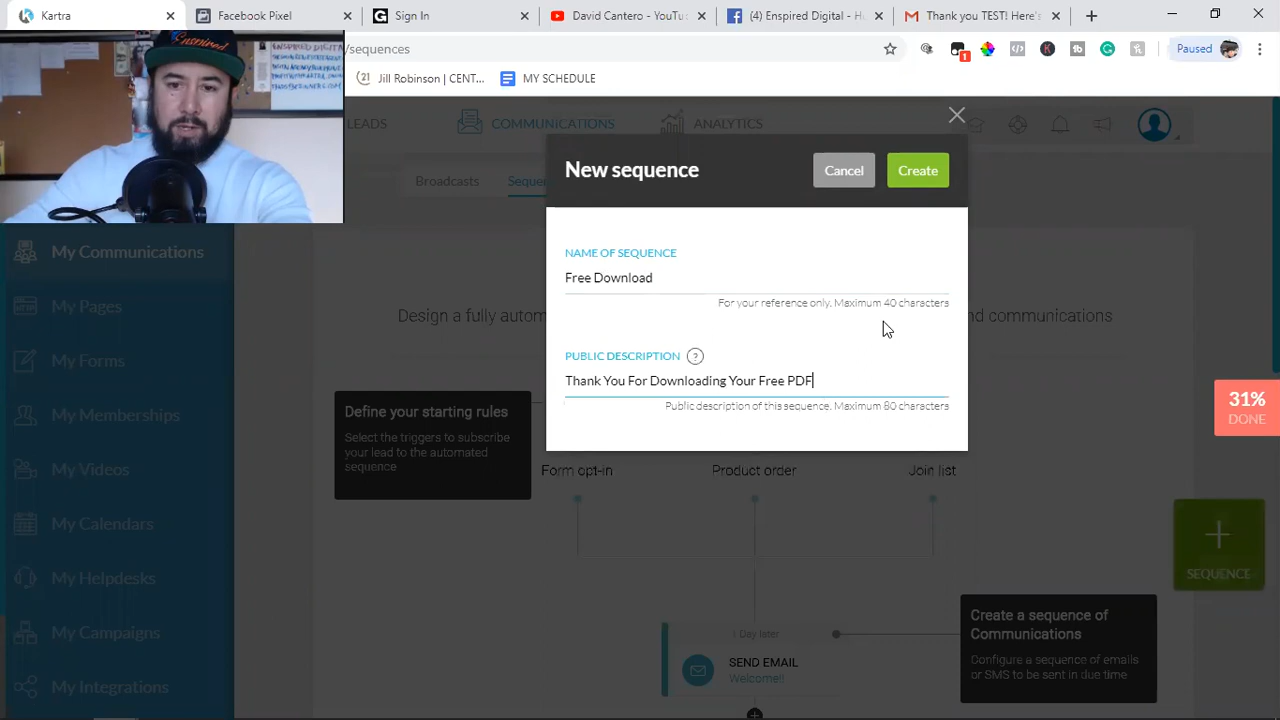 Kartra
Facebook Pixel
Sign In
David Cantero - YouTu
(4) Enspired Digital - Ho
Thank you TEST! Here's
/sequences
1
Paused
Jill Robinson | CENT...
MY SCHEDULE
Enspired
LEADS
COMMUNICATIONS
ANALYTICS
Broadcasts
Sequen
New sequence
Cancel
Create
NAME OF SEQUENCE
Free Download
For your reference only. Maximum 40 characters
PUBLIC DESCRIPTION ?
Thank You For Downloading Your Free PDF
Public description of this sequence. Maximum 80 characters
My Communications
My Pages
My Forms
My Memberships
My Videos
My Calendars
My Helpdesks
My Campaigns
My Integrations
Design a fully autom
nd communications
Define your starting rules
Select the triggers to subscribe
your lead to the automated
sequence
Form opt-in
Product order
Join list
31%
DONE
SEQUENCE
1 Day later
SEND EMAIL
Welcome!!
Create a sequence of
Communications
Configure a sequence of emails
or SMS to be sent in due time